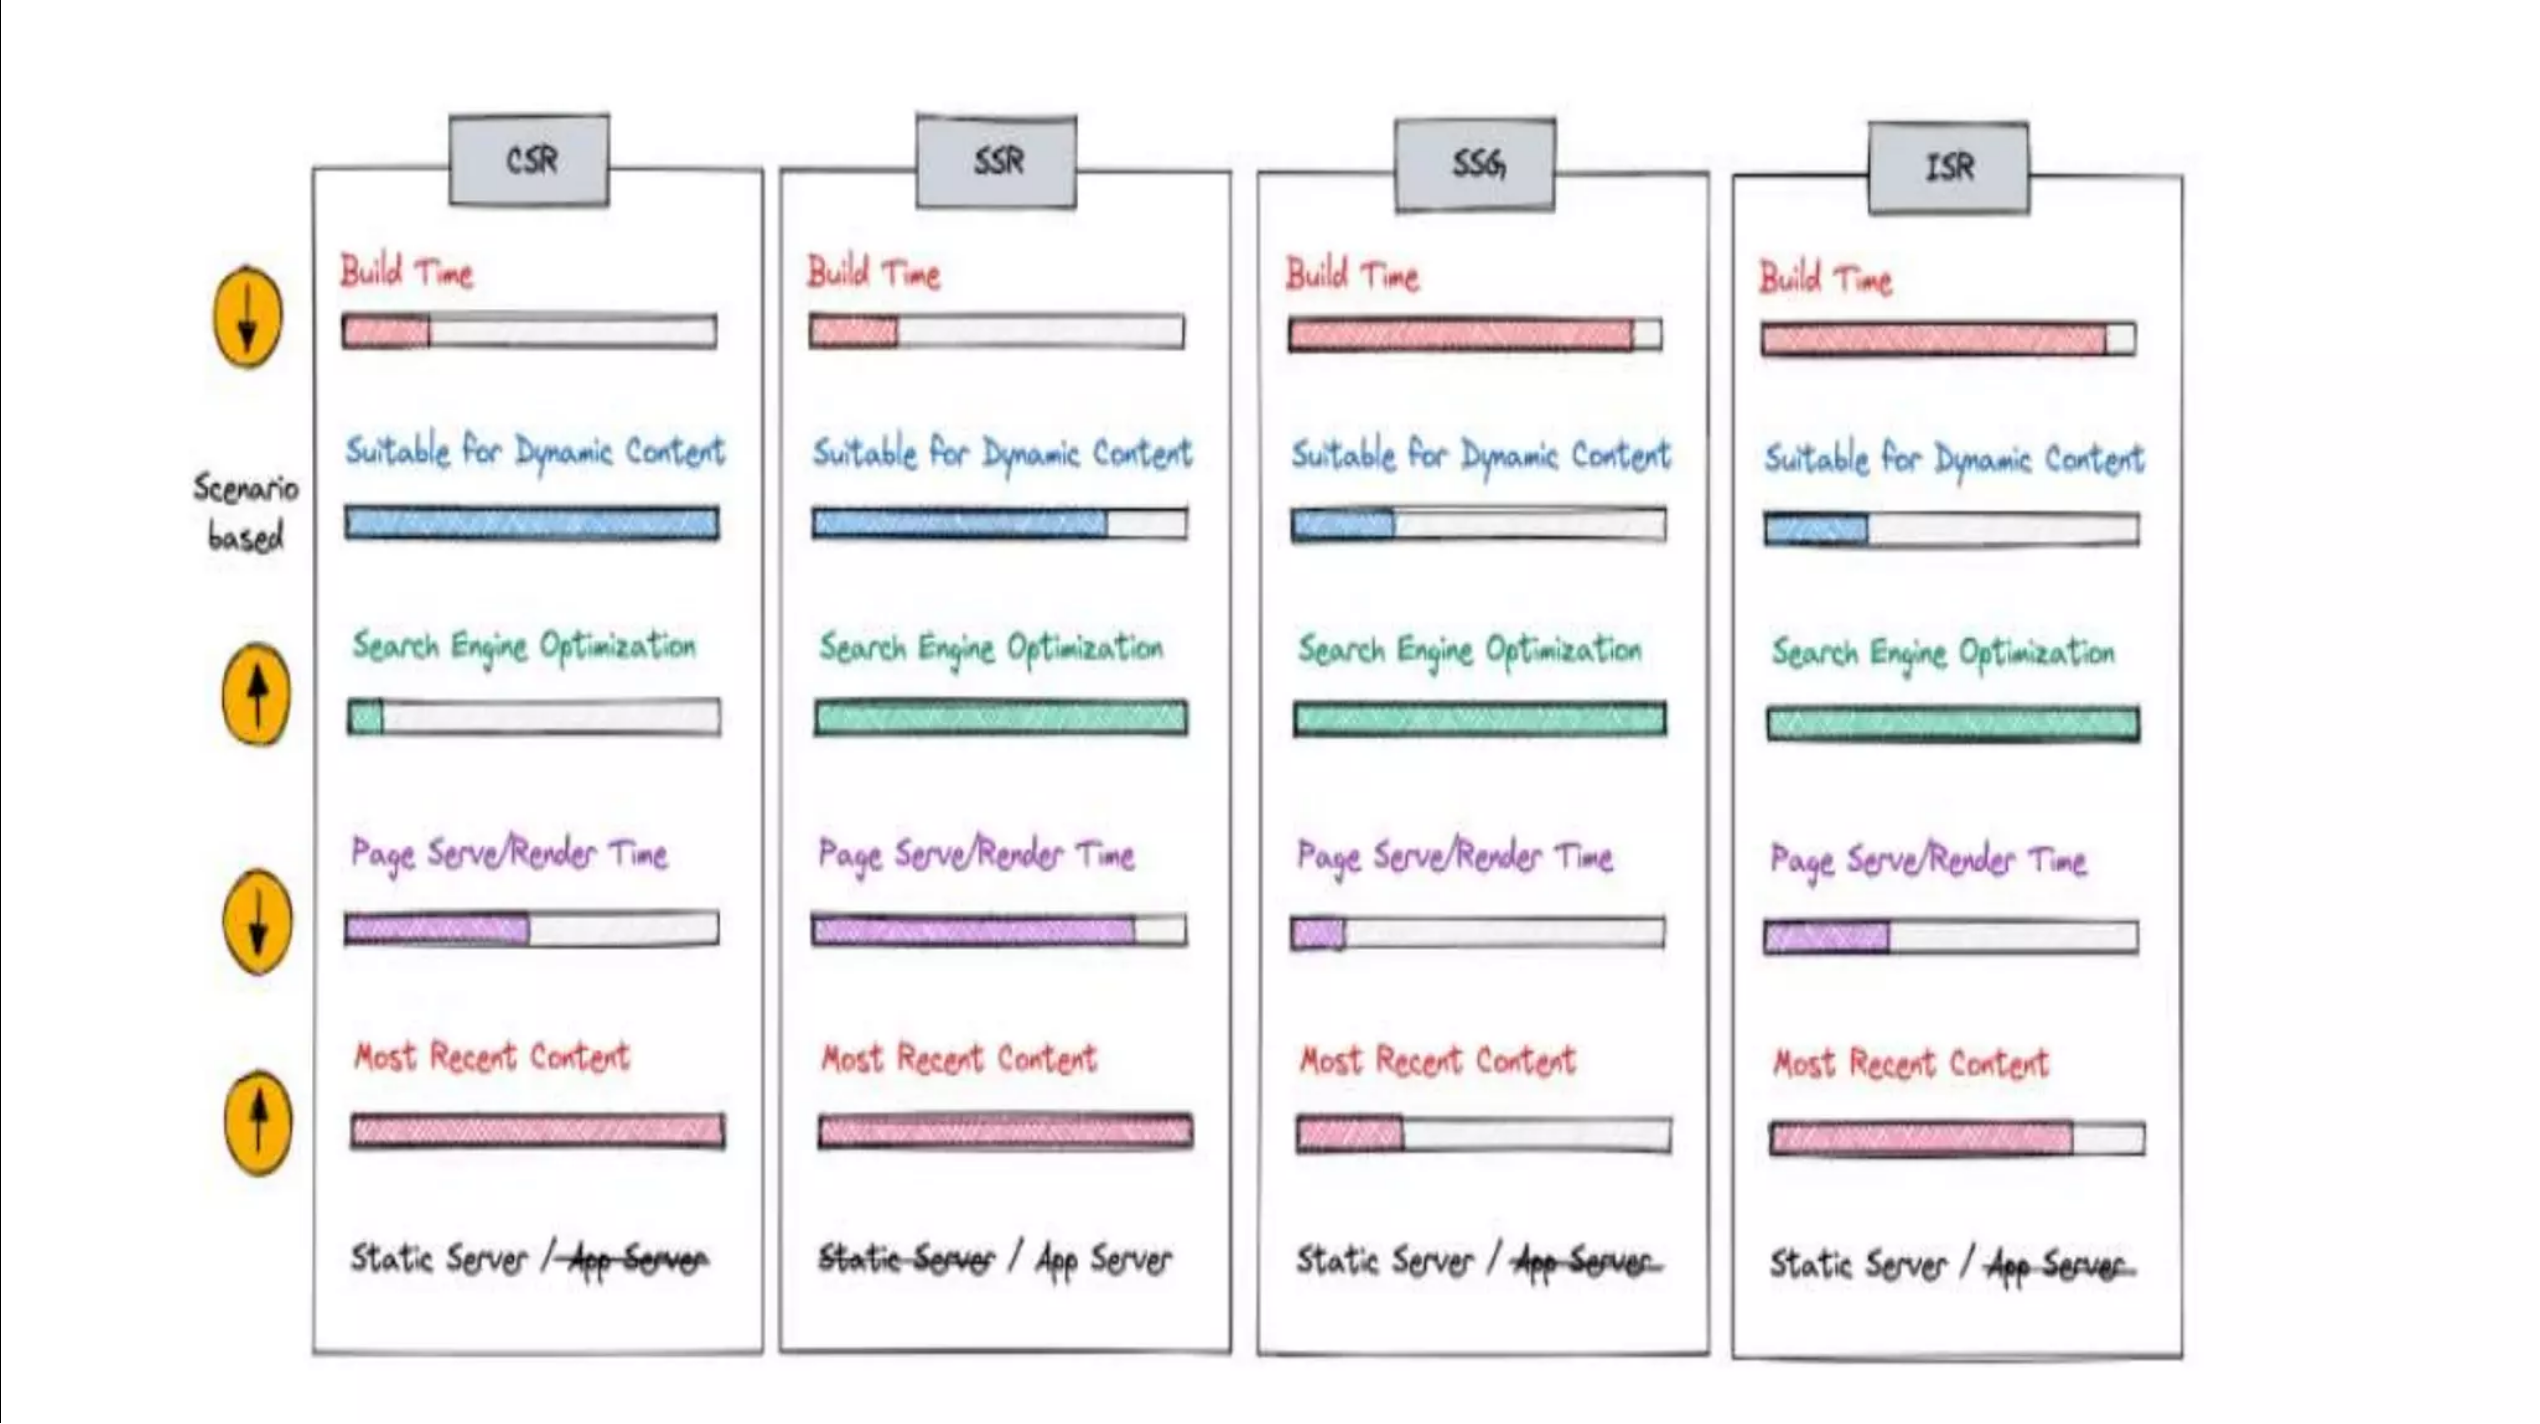 CSR
SSR
SSG
ISR
Build Time
Build Time
Build Time
Build Time
Scenario
based
Suitable for Dynamic Content
Suitable for Dynamic Content
Suitable for Dynamic Content
Suitable for Dynamic Content
Search Engine Optimization
Search Engine Optimization
Search Engine Optimization
Search Engine Optimization
Page Serve/Render Time
Page Serve/Render Time
Page Serve/Render Time
Page Serve/Render Time
Most Recent Content
Most Recent Content
Most Recent Content
Most Recent Content
Static Server / App Server
Static Server / App Server
Static Server / App Server
Static Server / App Server